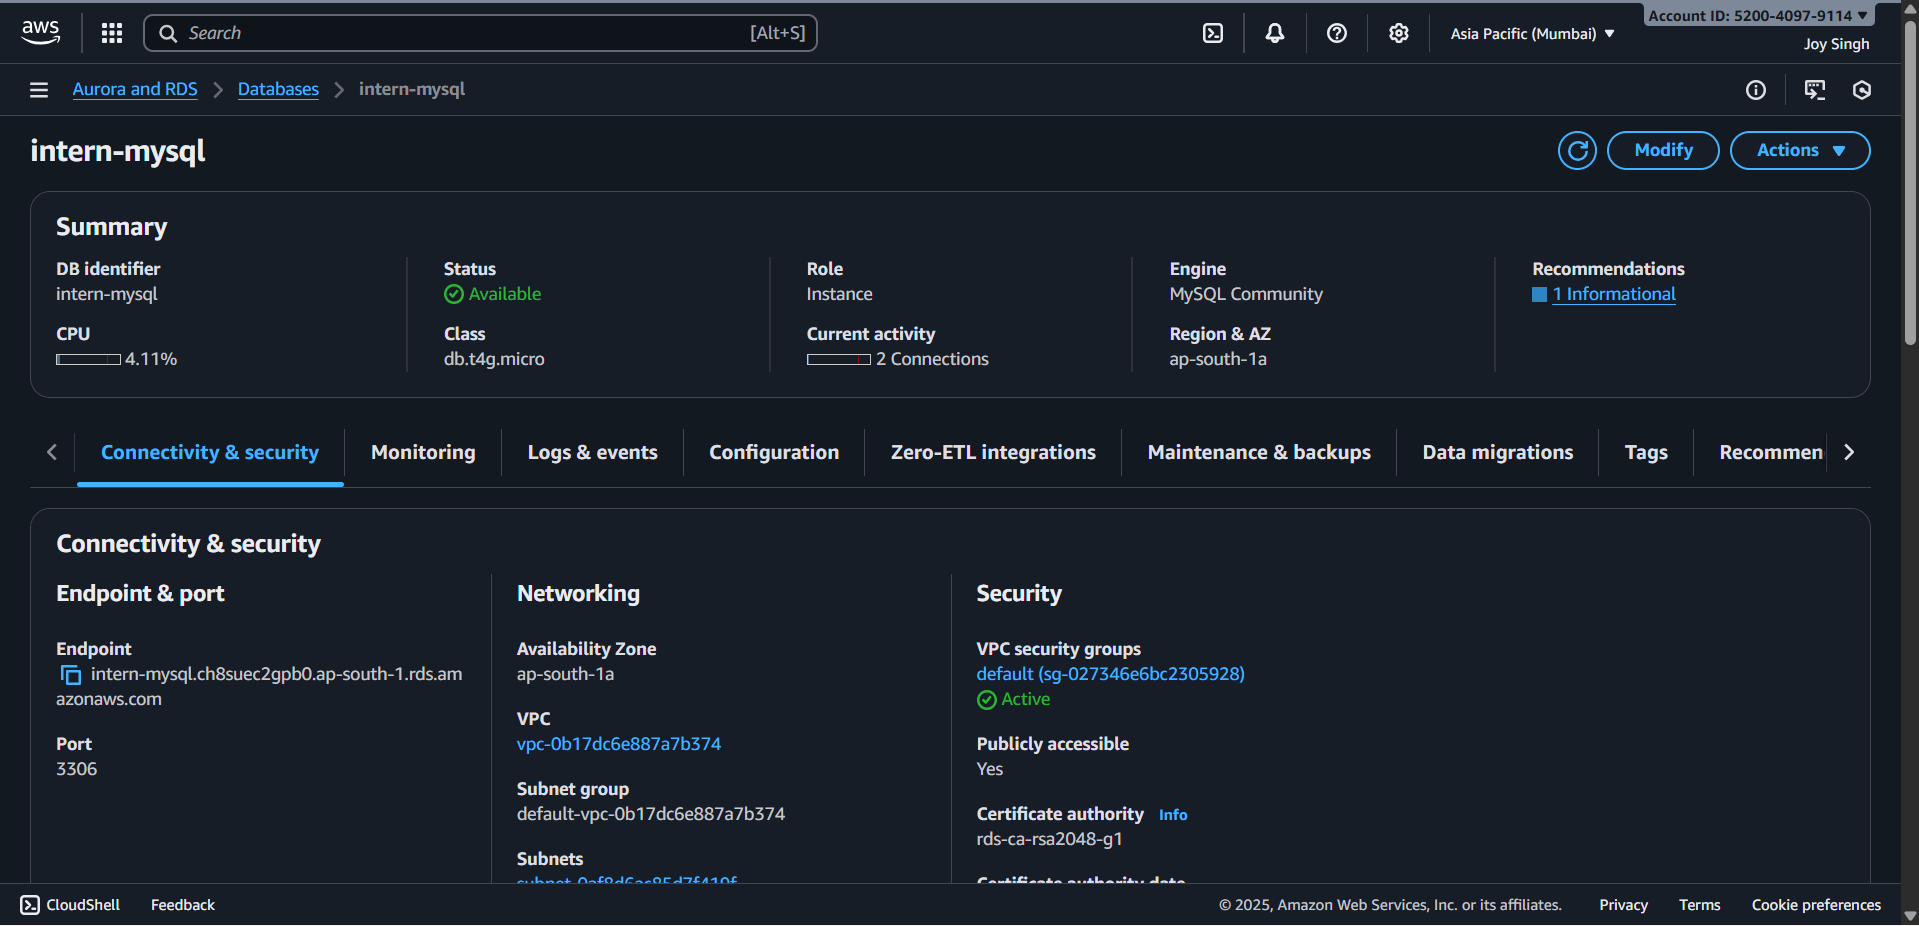 aws
Search
[Alt+S]
Asia Pacific (Mumbai)
Account ID: 5200-4097-9114
Joy Singh
Aurora and RDS
Databases
intern-mysql
intern-mysql
Modify
Actions
Summary
DB identifier
intern-mysql
Status
Available
Role
Instance
Engine
MySQL Community
Recommendations
1 Informational
CPU
4.11%
Class
db.t4g.micro
Current activity
2 Connections
Region & AZ
ap-south-1a
Connectivity & security
Monitoring
Logs & events
Configuration
Zero-ETL integrations
Maintenance & backups
Data migrations
Tags
Recommen
Connectivity & security
Endpoint & port
Endpoint
intern-mysql.ch8suec2gpb0.ap-south-1.rds.am
azonaws.com
Port
3306
Networking
Availability Zone
ap-south-1a
VPC
vpc-0b17dc6e887a7b374
Subnet group
default-vpc-0b17dc6e887a7b374
Subnets
Security
VPC security groups
default (sg-027346e6bc2305928)
Active
Publicly accessible
Yes
Certificate authority Info
rds-ca-rsa2048-g1
Certificate authority date
CloudShell
Feedback
© 2025, Amazon Web Services, Inc. or its affiliates.
Privacy
Terms
Cookie preferences